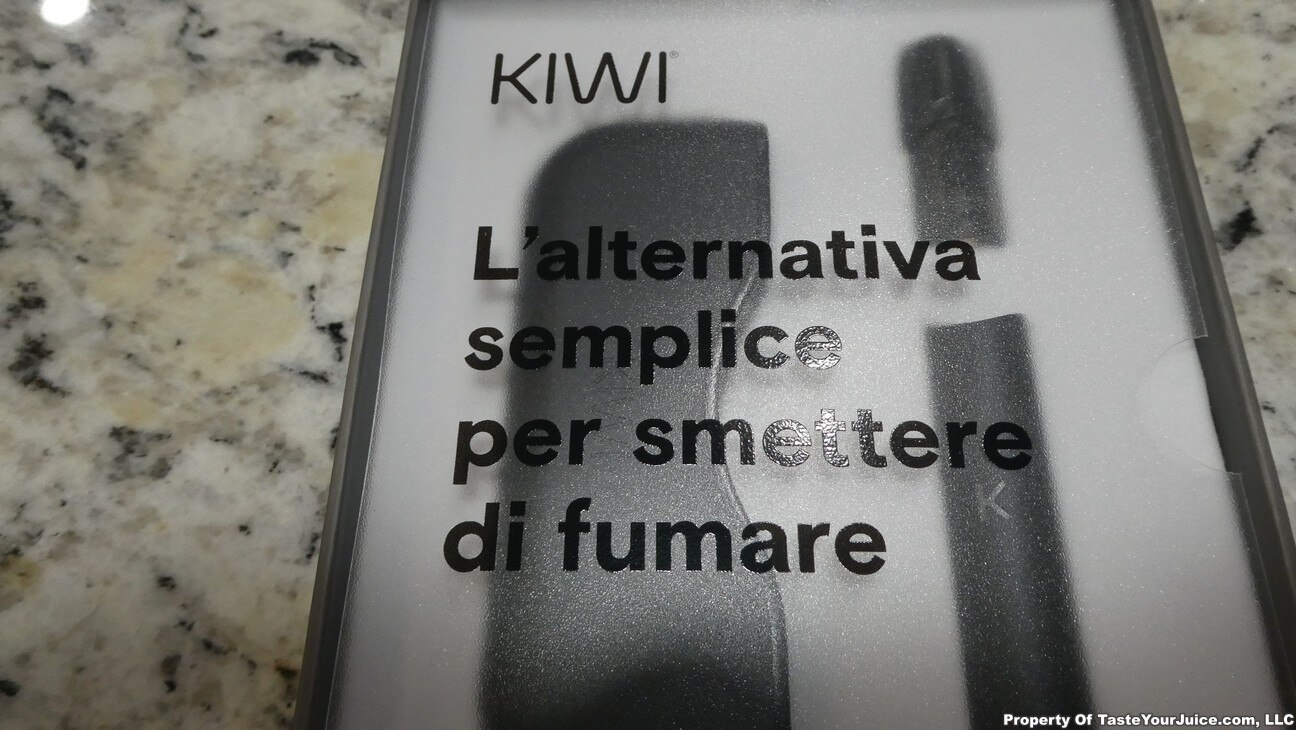 KIWI®
L'alternativa
semplice
per smettere
di fumare
K
Property Of TasteYourJuice.com, LLC